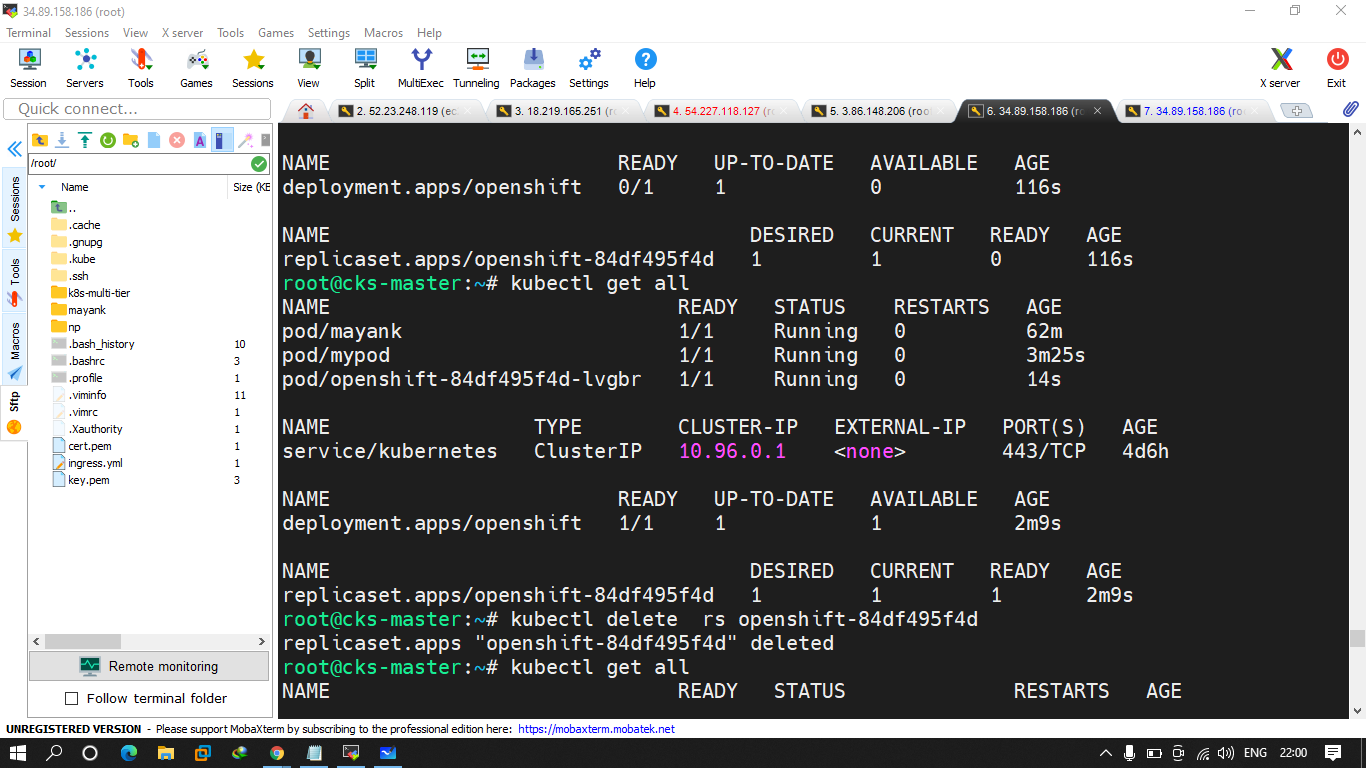 34.89.158.186 (root)
Terminal Sessions View X server Tools Games Settings Macros Help
Session Servers Tools Games Sessions View Split MultiExec Tunneling Packages Settings Help X server Exit
Quick connect...
2. 52.23.248.119 (ec
3. 18.219.165.251 (ro
4. 54.227.118.127 (ro
5. 3.86.148.206 (root
6. 34.89.158.186 (ro
7. 34.89.158.186 (ro
/root/
Name Size (KB
..
.cache
.gnupg
.kube
.ssh
k8s-multi-tier
mayank
np
.bash_history 10
.bashrc 3
.profile 1
.viminfo 11
.vimrc 1
.Xauthority 1
cert.pem 1
ingress.yml 1
key.pem 3
Sessions
Tools
Macros
Sftp
Remote monitoring
Follow terminal folder
NAME READY UP-TO-DATE AVAILABLE AGE
deployment.apps/openshift 0/1 1 0 116s
NAME DESIRED CURRENT READY AGE
replicaset.apps/openshift-84df495f4d 1 1 0 116s
root@cks-master:~# kubectl get all
NAME READY STATUS RESTARTS AGE
pod/mayank 1/1 Running 0 62m
pod/mypod 1/1 Running 0 3m25s
pod/openshift-84df495f4d-lvgbr 1/1 Running 0 14s
NAME TYPE CLUSTER-IP EXTERNAL-IP PORT(S) AGE
service/kubernetes ClusterIP 10.96.0.1 <none> 443/TCP 4d6h
NAME READY UP-TO-DATE AVAILABLE AGE
deployment.apps/openshift 1/1 1 1 2m9s
NAME DESIRED CURRENT READY AGE
replicaset.apps/openshift-84df495f4d 1 1 1 2m9s
root@cks-master:~# kubectl delete  rs openshift-84df495f4d
replicaset.apps "openshift-84df495f4d" deleted
root@cks-master:~# kubectl get all
NAME READY STATUS RESTARTS AGE
UNREGISTERED VERSION - Please support MobaXterm by subscribing to the professional edition here: https://mobaxterm.mobatek.net
ENG 22:00